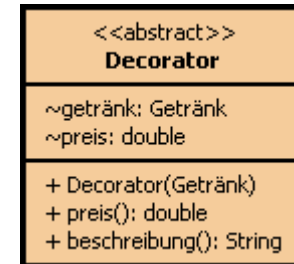 <<abstract>>
Decorator
~getränk: Getränk
~preis: double
+ Decorator(Getränk)
+ preis(): double
+ beschreibung(): String